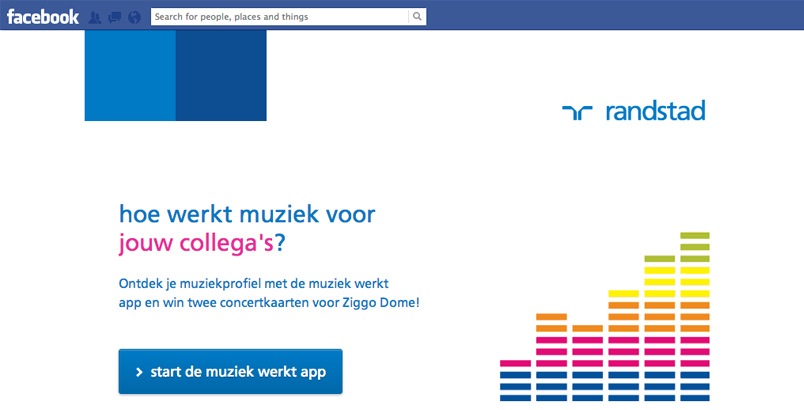 facebook
Search for people, places and things
randstad
hoe werkt muziek voor
jouw collega's?
Ontdek je muziekprofiel met de muziek werkt
app en win twee concertkaarten voor Ziggo Dome!
start de muziek werkt app